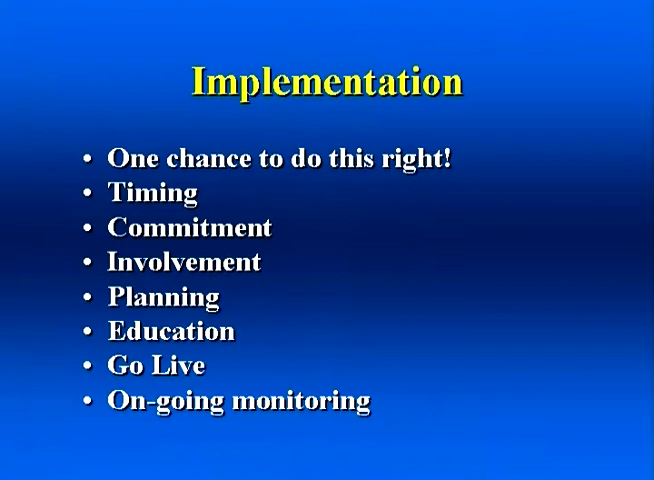 Implementation
• One chance to do this right!
• Timing
• Commitment
• Involvement
• Planning
• Education
• Go Live
• On-going monitoring